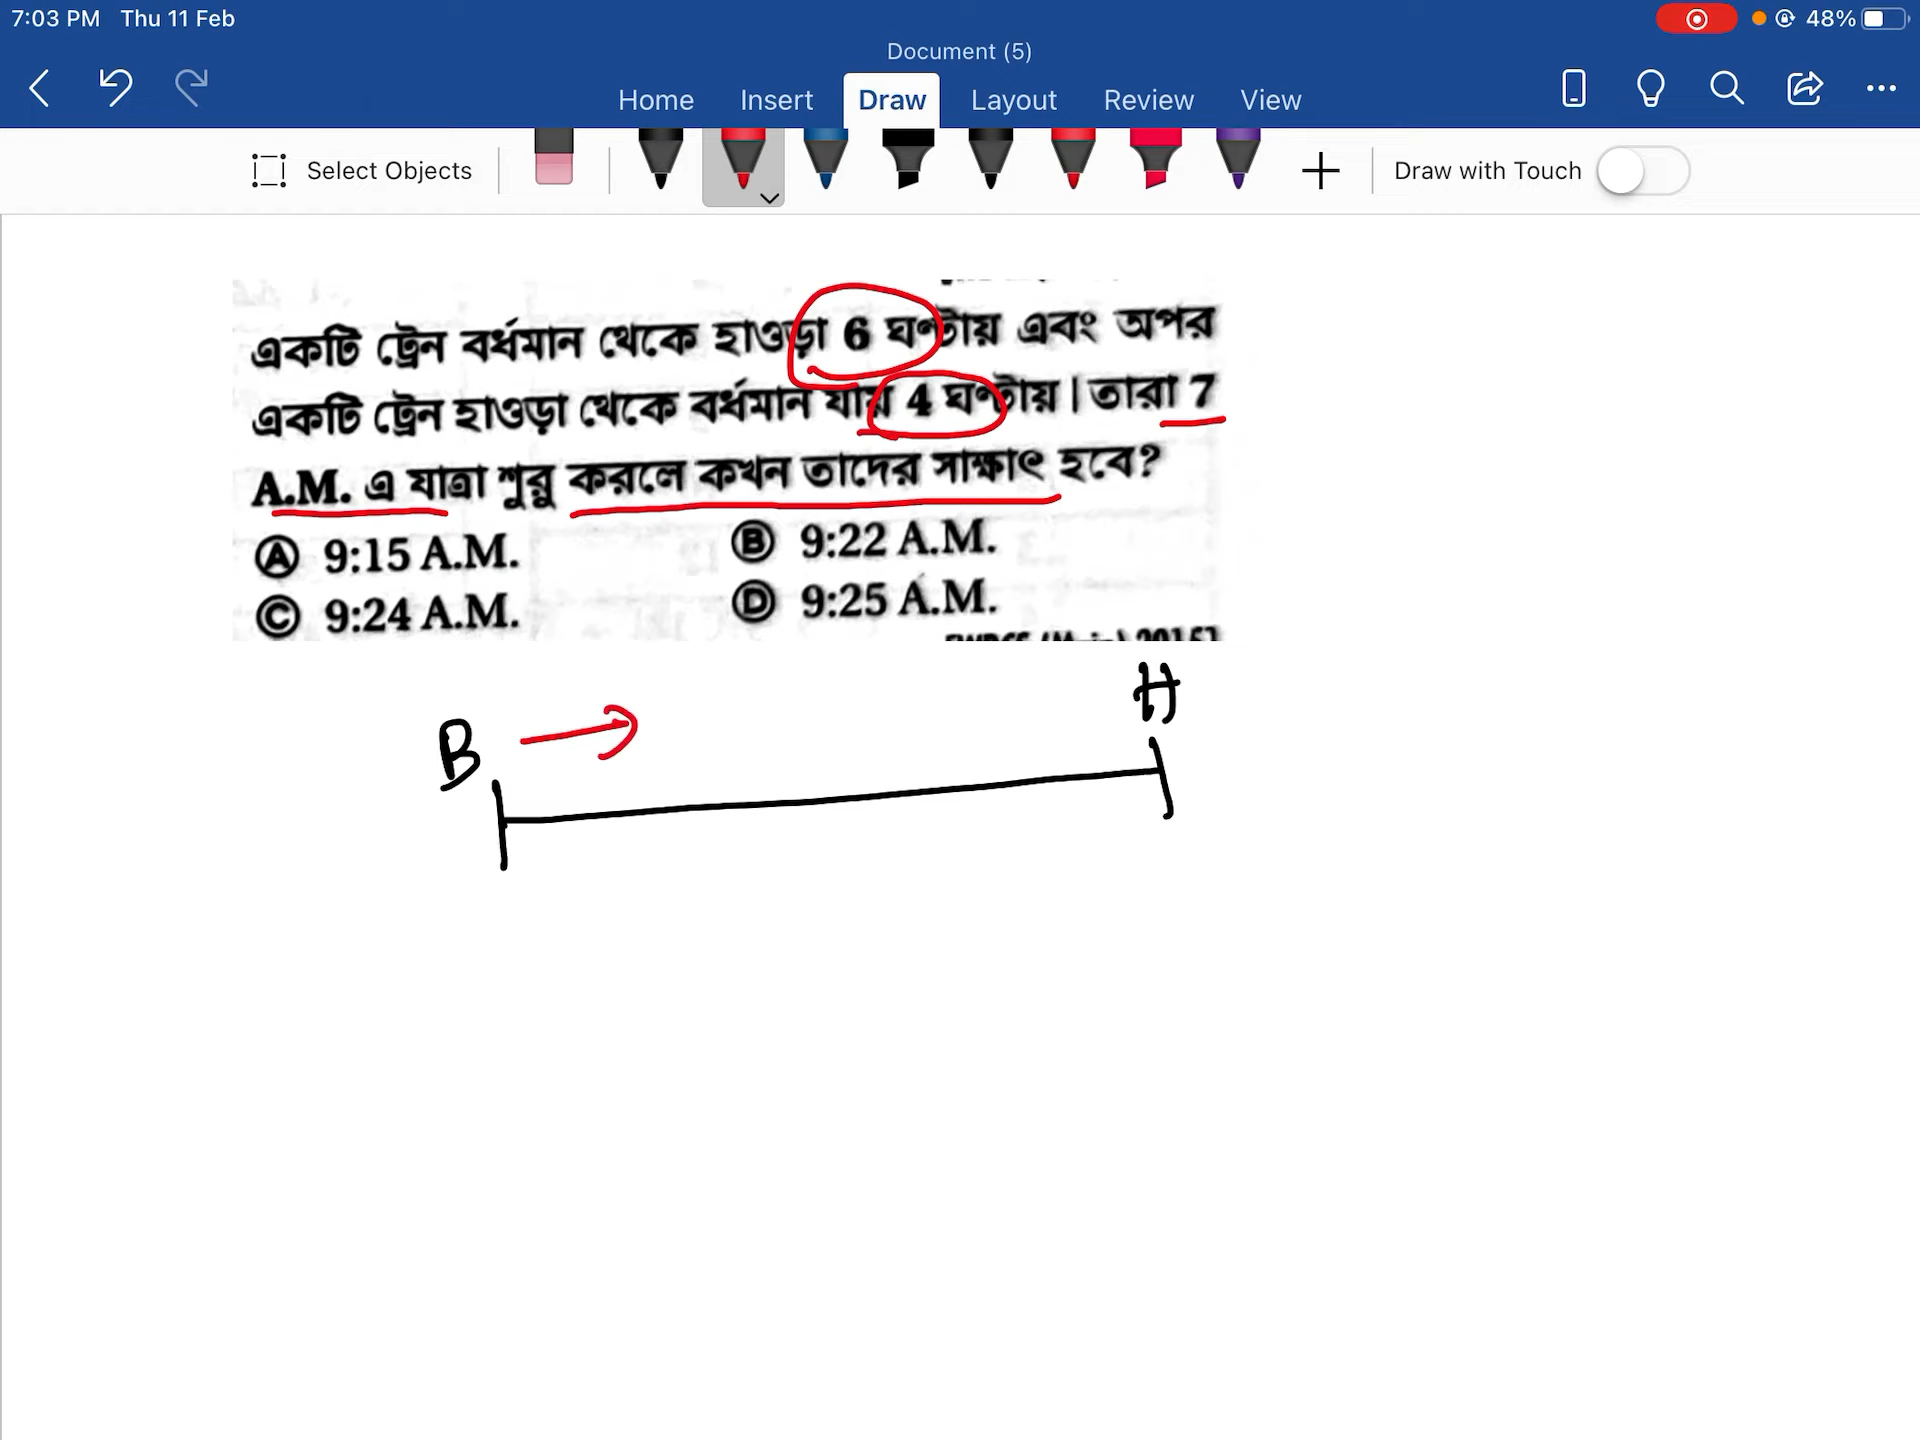 7:03 PM Thu 11 Feb
48%
Document (5)
Home Insert Draw Layout Review View
Select Objects
Draw with Touch
একটি ট্রেন বর্ধমান থেকে হাওড়া 6 ঘণ্টায় এবং অপর
একটি ট্রেন হাওড়া থেকে বর্ধমান যায় 4 ঘণ্টায়। তারা 7
A.M. এ যাত্রা শুরু করলে কখন তাদের সাক্ষাৎ হবে?
Ⓐ 9:15 A.M. Ⓑ 9:22 A.M.
Ⓒ 9:24 A.M. Ⓓ 9:25 A.M.
H
B